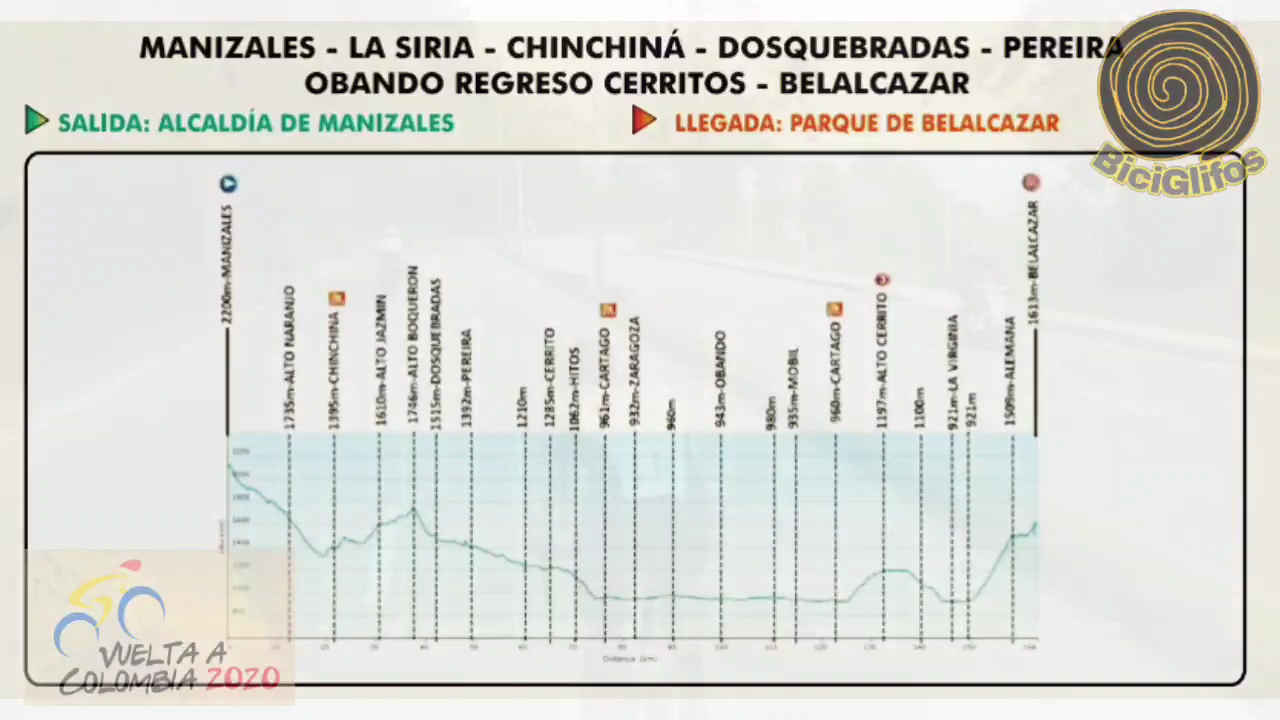 MANIZALES - LA SIRIA - CHINCHINÁ - DOSQUEBRADAS - PEREIRA
OBANDO REGRESO CERRITOS - BELALCAZAR
SALIDA: ALCALDÍA DE MANIZALES
LLEGADA: PARQUE DE BELALCAZAR
BiciGlifos
2200m-MANIZALES
1735m-ALTO NARANJO
1395m-CHINCHINA
1610m-ALTO JAZMIN
1746m-ALTO BOQUERON
1515m-DOSQUEBRADAS
1392m-PEREIRA
1210m
1285m-CERRITO
1062m-HITOS
961m-CARTAGO
932m-ZARAGOZA
960m
943m-OBANDO
980m
935m-MOBIL
960m-CARTAGO
1197m-ALTO CERRITO
1100m
921m-LA VIRGINIA
921m
1509m-ALEMANA
1613m-BELALCAZAR
Distance (km)
VUELTA A
COLOMBIA 2020